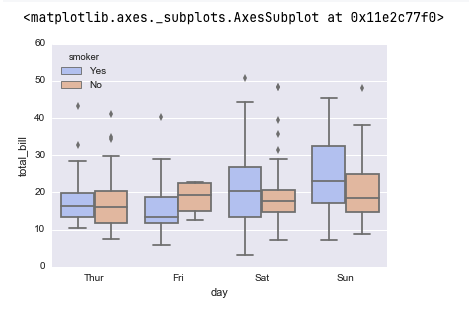 <matplotlib.axes._subplots.AxesSubplot at 0x11e2c77f0>
60
50
40
30
20
10
0
total_bill
smoker
Yes
No
Thur Fri Sat Sun
day